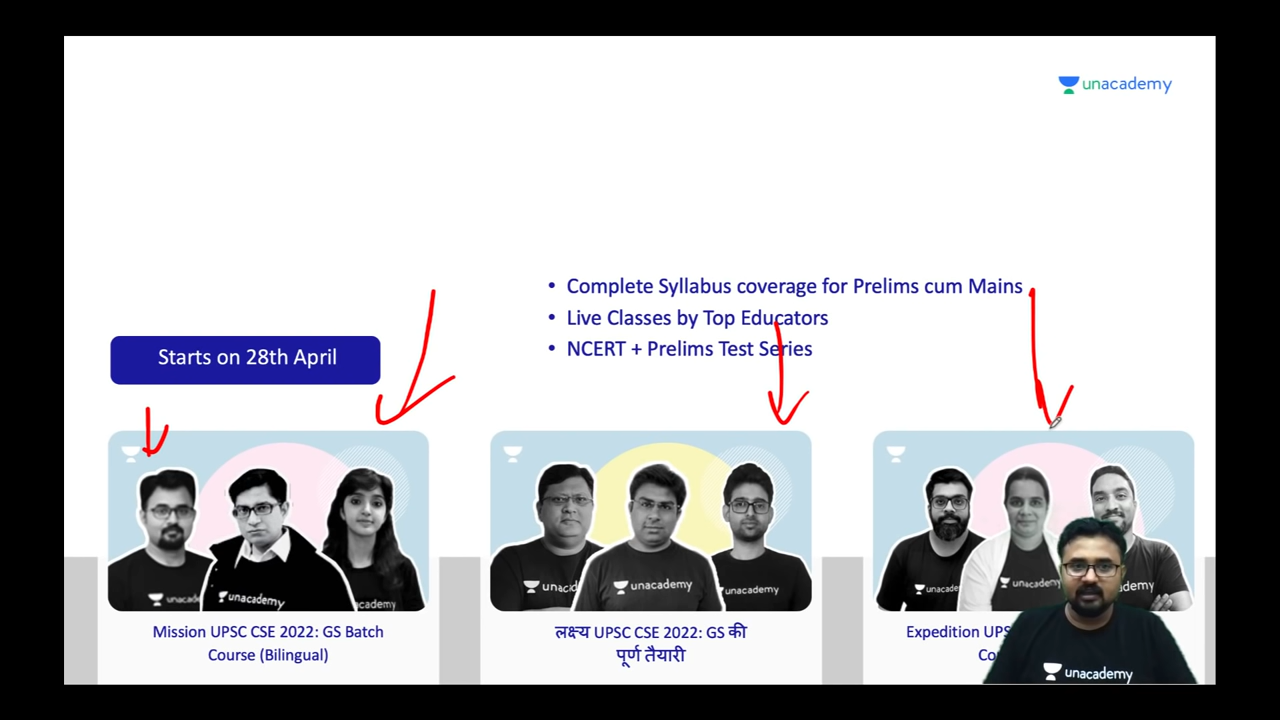 unacademy
• Complete Syllabus coverage for Prelims cum Mains
• Live Classes by Top Educators
• NCERT + Prelims Test Series
Starts on 28th April
unacademy
unacademy
unacademy
Mission UPSC CSE 2022: GS Batch
Course (Bilingual)
लक्ष्य UPSC CSE 2022: GS की
पूर्ण तैयारी
Expedition
unacademy